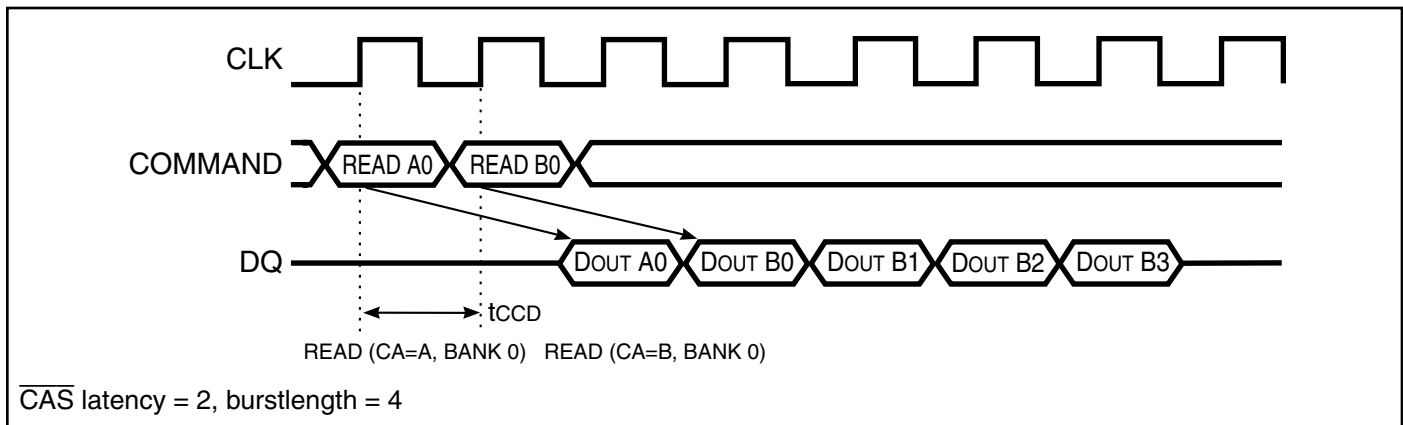 CLK
COMMAND READ A0 READ B0
DQ DOUT A0 DOUT B0 DOUT B1 DOUT B2 DOUT B3
tCCD
READ (CA=A, BANK 0) READ (CA=B, BANK 0)
CAS latency = 2, burstlength = 4